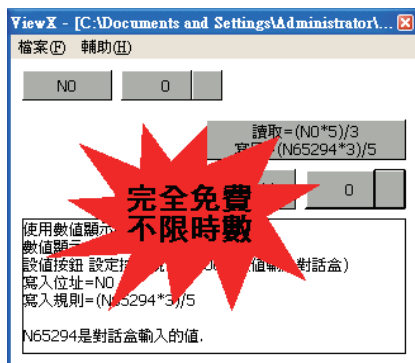 ViewX - [C:\Documents and Settings\Administrator\...
檔案(F) 輔助(H)
N0 0
讀取=(N0*5)/3
(N65294*3)/5
0
完全免費
不限時數
使用數值顯示
數值顯示
設值按鈕 設定 對話盒)
寫入位址=N0
寫入規則=(N65294*3)/5
N65294是對話盒輸入的值.